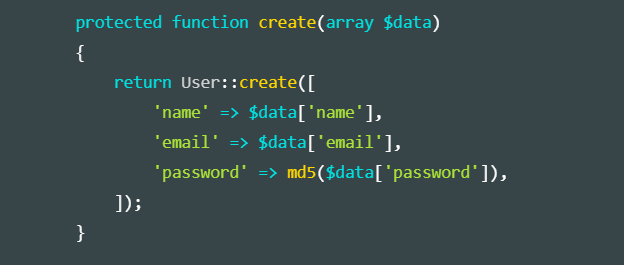 protected function create(array $data)
{
    return User::create([
        'name' => $data['name'],
        'email' => $data['email'],
        'password' => md5($data['password']),
    ]);
}